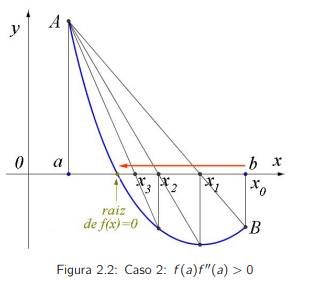 y A
0 a b x
x₃ x₂ x₁ x₀
raiz
de f(x)=0
B
Figura 2.2: Caso 2: f(a)f″(a) > 0